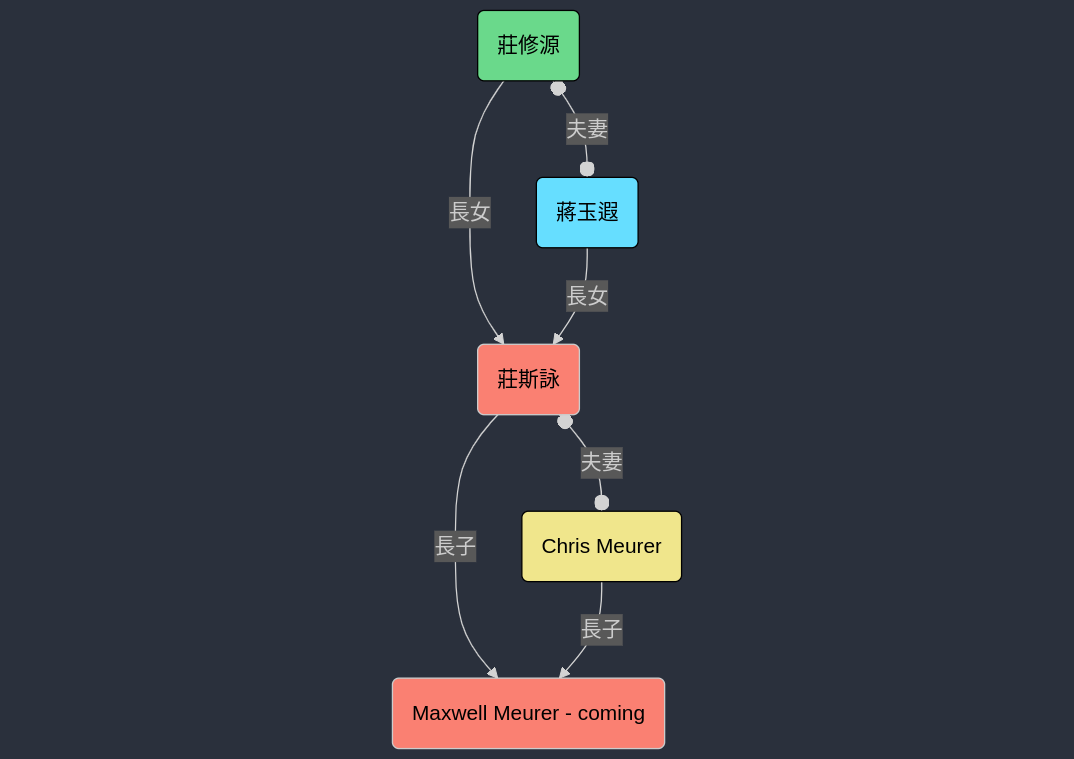 莊修源
夫妻
長女
蔣玉遐
長女
莊斯詠
夫妻
長子
Chris Meurer
長子
Maxwell Meurer - coming